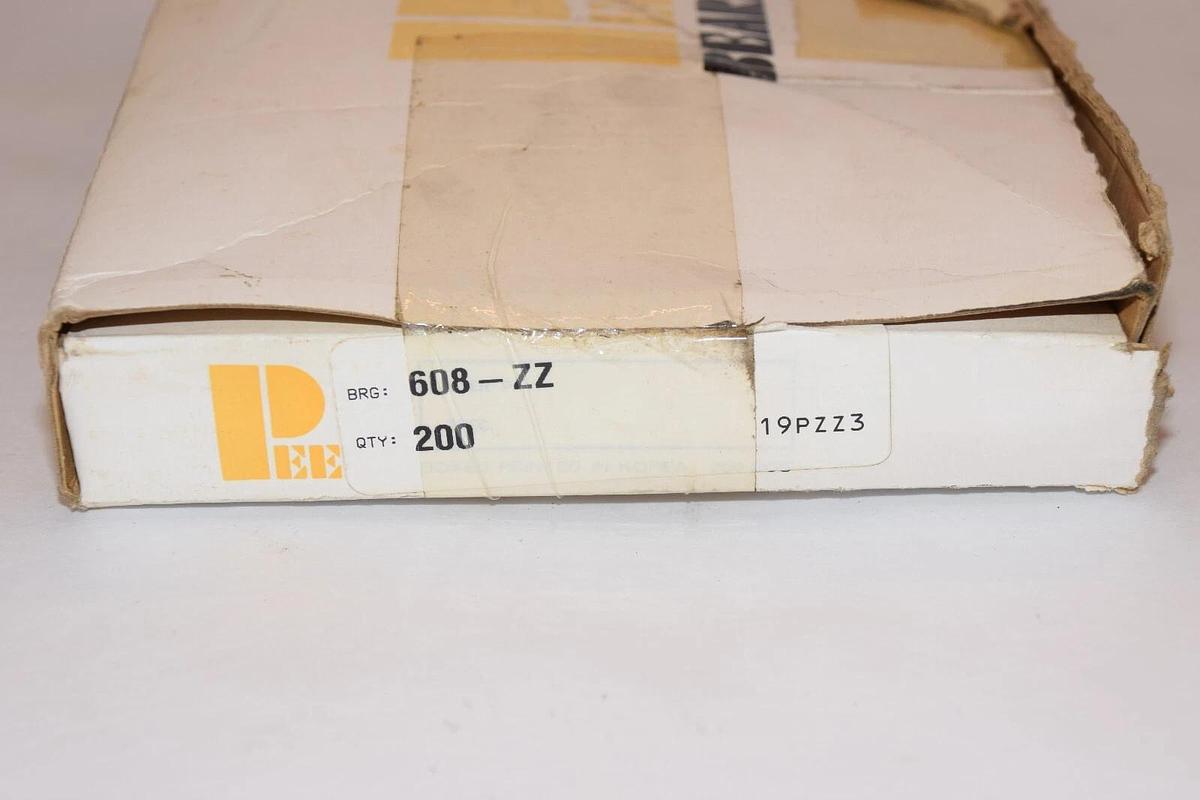 BEAR
PEE
BRG: 608-ZZ
QTY: 200
19PZZ3